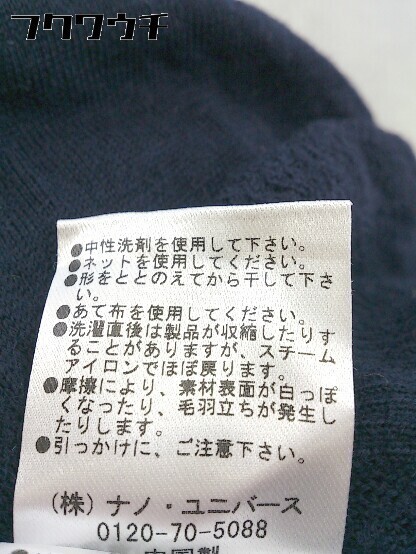 フクワウチ
●中性洗剤を使用して下さい。
●ネットを使用してください。
●形をととのえてから干して下さ
い。
●あて布を使用してください。
●洗濯直後は製品が収縮したりす
ることがありますが、スチーム
アイロンでほぼ戻ります。
●摩擦により、素材表面が白っぽ
くなったり、毛羽立ちが発生し
たりします。
●引っかけに、ご注意下さい。
(株)ナノ・ユニバース
0120-70-5088
中国製